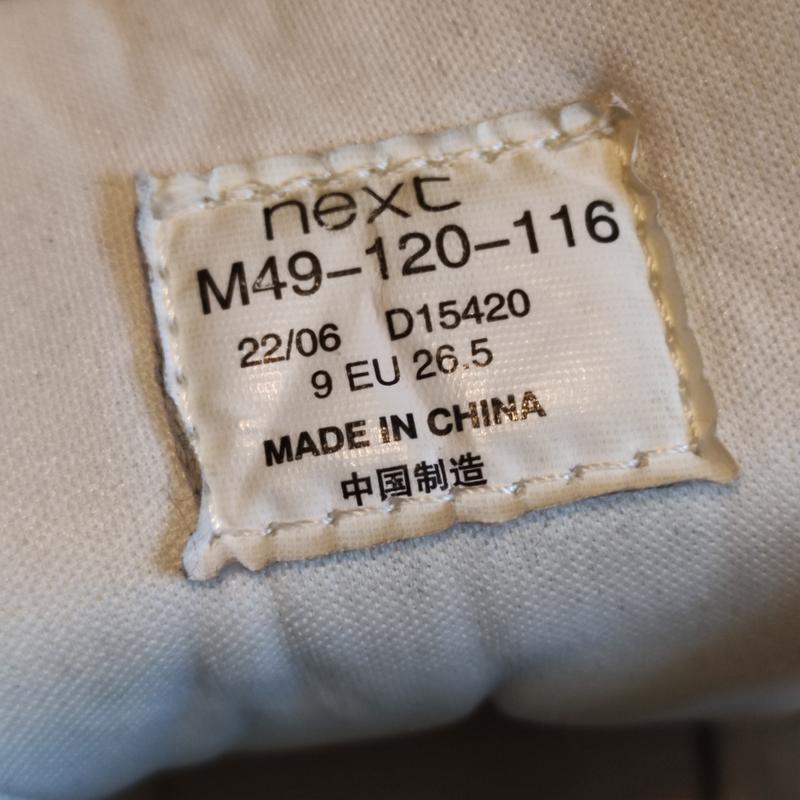 next
M49-120-116
22/06 D15420
9 EU 26.5
MADE IN CHINA
中国制造